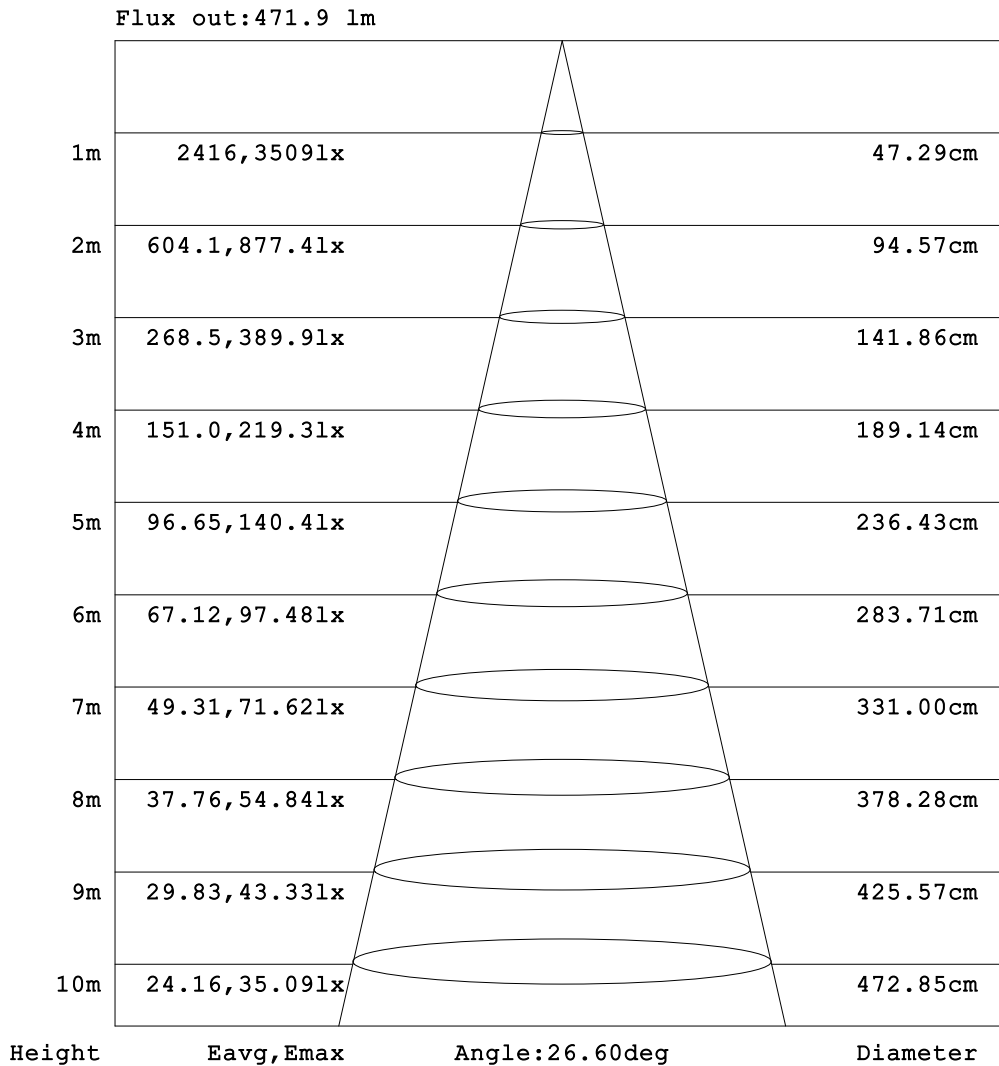 Flux out:471.9 lm
1m 2416,3509lx 47.29cm
2m 604.1,877.4lx 94.57cm
3m 268.5,389.9lx 141.86cm
4m 151.0,219.3lx 189.14cm
5m 96.65,140.4lx 236.43cm
6m 67.12,97.48lx 283.71cm
7m 49.31,71.62lx 331.00cm
8m 37.76,54.84lx 378.28cm
9m 29.83,43.33lx 425.57cm
10m 24.16,35.09lx 472.85cm
Height Eavg,Emax Angle:26.60deg Diameter